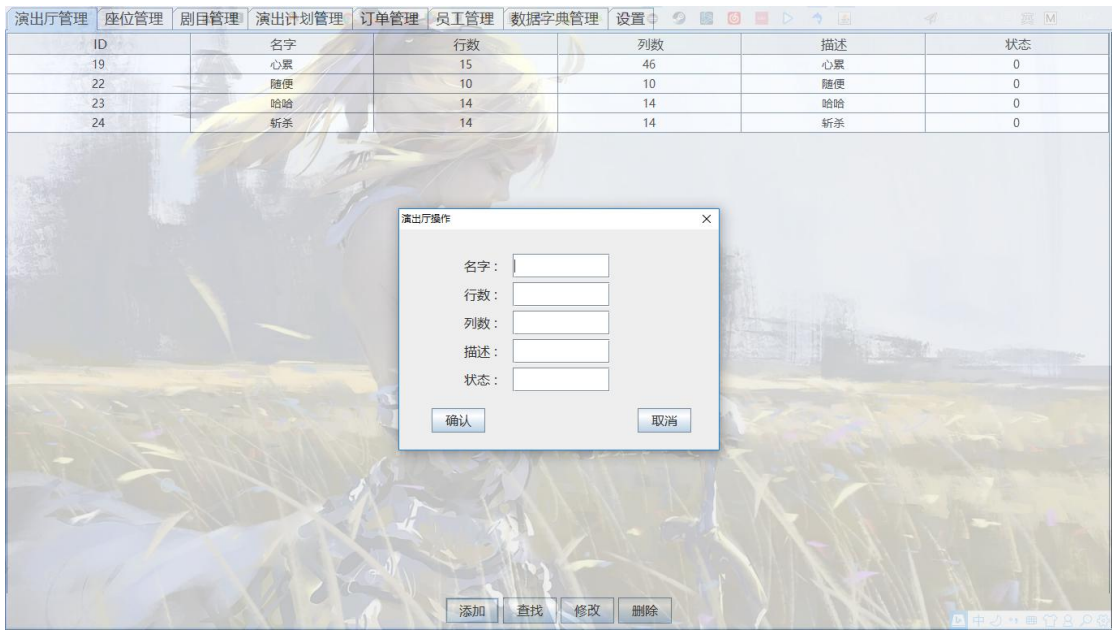 演出厅管理 座位管理 剧目管理 演出计划管理 订单管理 员工管理 数据字典管理 设置
ID 名字 行数 列数 描述 状态
19 心累 15 46 心累 0
22 随便 10 10 随便 0
23 哈哈 14 14 哈哈 0
24 斩杀 14 14 斩杀 0
演出厅操作
名字：
行数：
列数：
描述：
状态：
确认 取消
添加 查找 修改 删除
中